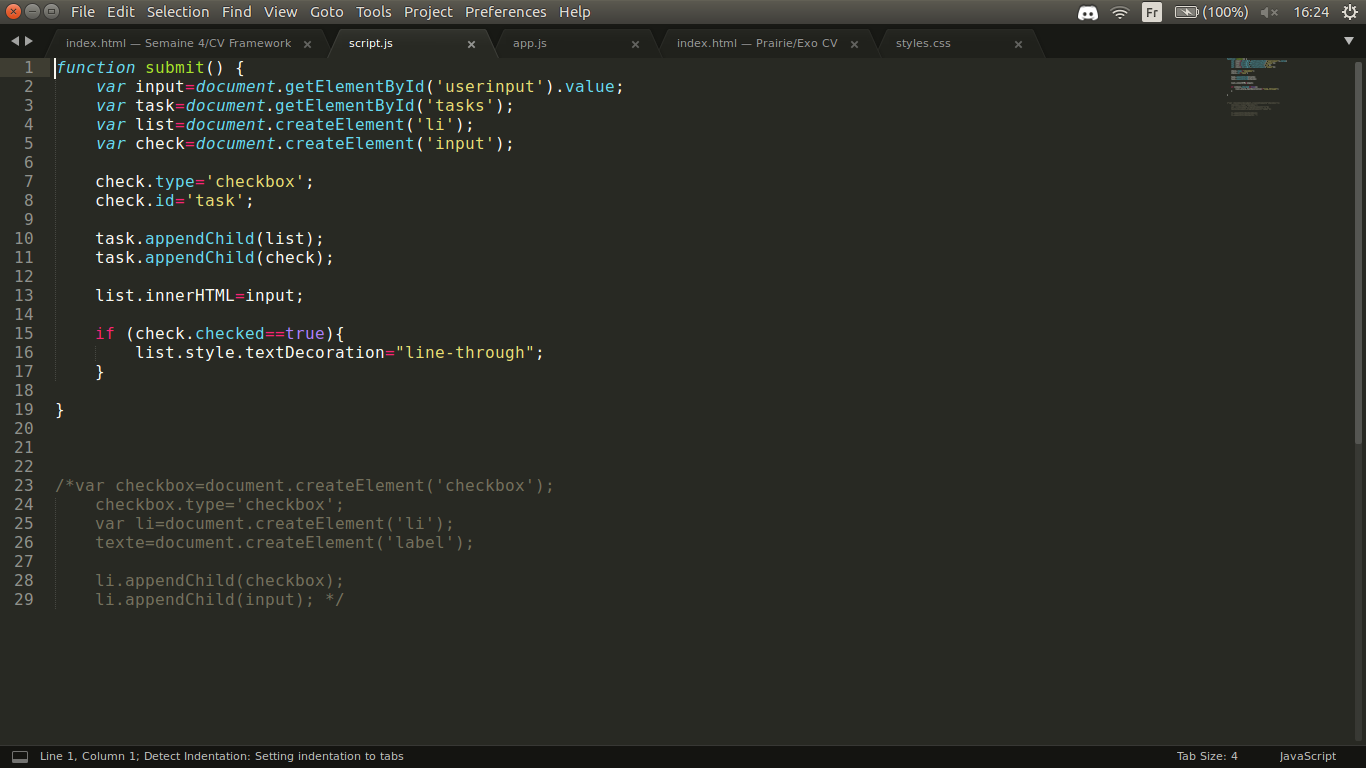 File Edit Selection Find View Goto Tools Project Preferences Help Fr (100%) 16:24
index.html — Semaine 4/CV Framework × script.js × app.js × index.html — Prairie/Exo CV × styles.css ×
1 function submit() {
2 var input=document.getElementById('userinput').value;
3 var task=document.getElementById('tasks');
4 var list=document.createElement('li');
5 var check=document.createElement('input');
6
7 check.type='checkbox';
8 check.id='task';
9
10 task.appendChild(list);
11 task.appendChild(check);
12
13 list.innerHTML=input;
14
15 if (check.checked==true){
16 list.style.textDecoration="line-through";
17 }
18
19 }
20
21
22
23 /*var checkbox=document.createElement('checkbox');
24 checkbox.type='checkbox';
25 var li=document.createElement('li');
26 texte=document.createElement('label');
27
28 li.appendChild(checkbox);
29 li.appendChild(input); */
Line 1, Column 1; Detect Indentation: Setting indentation to tabs Tab Size: 4 JavaScript